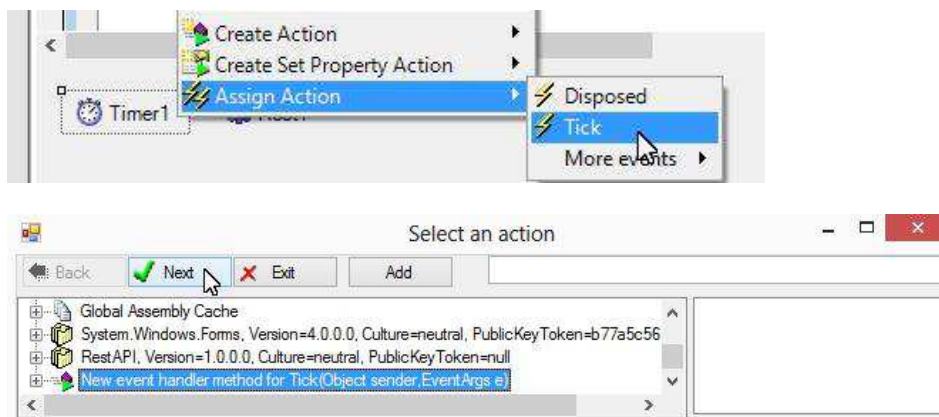 Create Action
Create Set Property Action
Assign Action
Disposed
Timer1
Tick
More events
Select an action
Back Next Exit Add
Global Assembly Cache
System.Windows.Forms, Version=4.0.0.0, Culture=neutral, PublicKeyToken=b77a5c56
RestAPI, Version=1.0.0.0, Culture=neutral, PublicKeyToken=null
New event handler method for Tick(Object sender,EventArgs e)